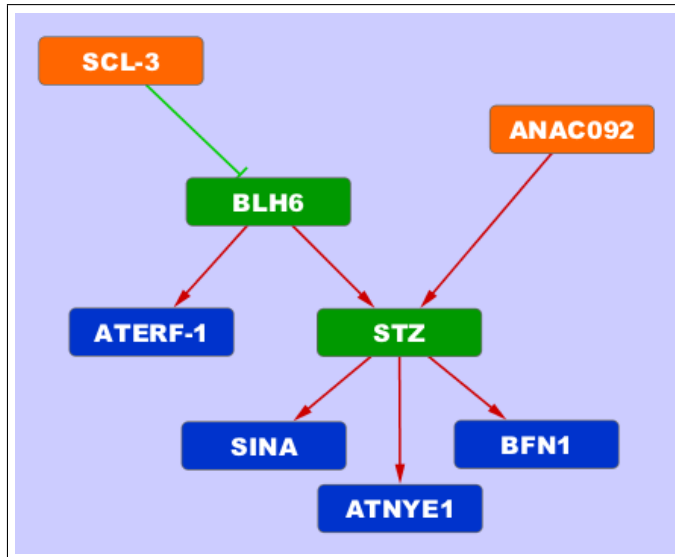 SCL-3
ANAC092
BLH6
ATERF-1
STZ
SINA
BFN1
ATNYE1